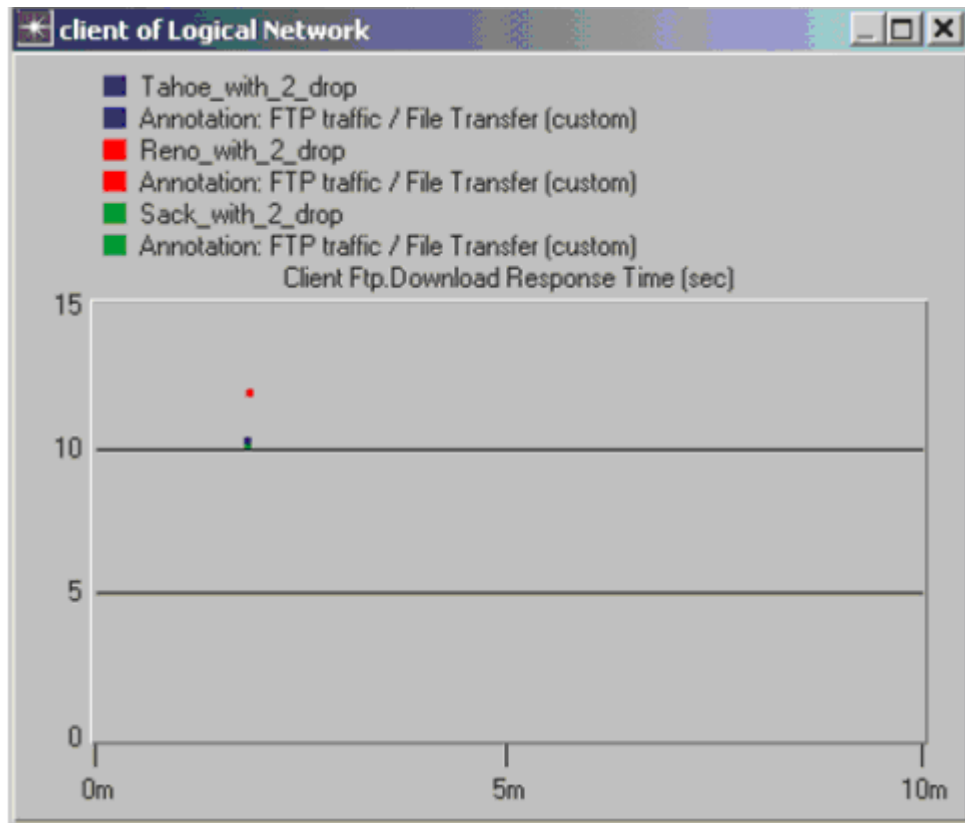 client of Logical Network
Tahoe_with_2_drop
Annotation: FTP traffic / File Transfer (custom)
Reno_with_2_drop
Annotation: FTP traffic / File Transfer (custom)
Sack_with_2_drop
Annotation: FTP traffic / File Transfer (custom)
Client Ftp.Download Response Time (sec)
15
10
5
0
0m 5m 10m